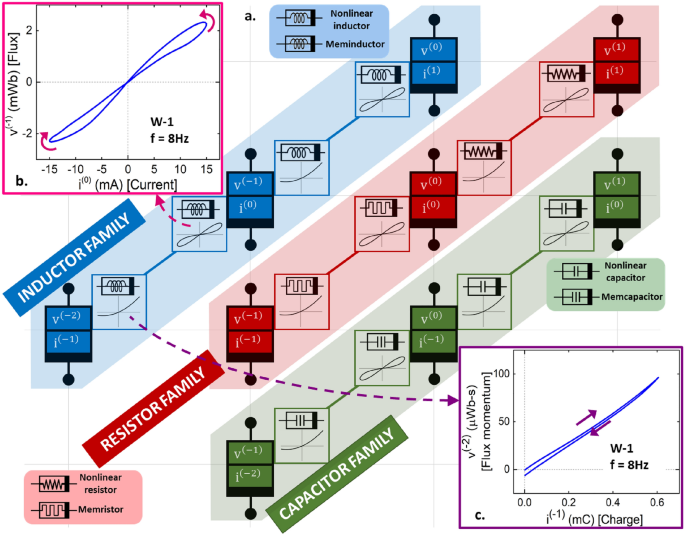 a.
Nonlinear
inductor
Meminductor
v(0)
i(1)
v(1)
i(1)
2
0
-2
v(-1) (mWb) [Flux]
W-1
f = 8Hz
-15 -10 -5 0 5 10 15
i(0) (mA) [Current]
b.
v(-1)
i(0)
v(0)
i(0)
v(1)
i(0)
INDUCTOR FAMILY
Nonlinear
capacitor
Memcapacitor
v(-2)
i(-1)
v(-1)
i(-1)
v(0)
i(-1)
RESISTOR FAMILY
v(-1)
i(-2)
CAPACITOR FAMILY
Nonlinear
resistor
Memristor
v(-2) (μWb-s)
[Flux momentum]
100
50
0
W-1
f = 8Hz
0.0 0.2 0.4 0.6
i(-1) (mC) [Charge]
c.